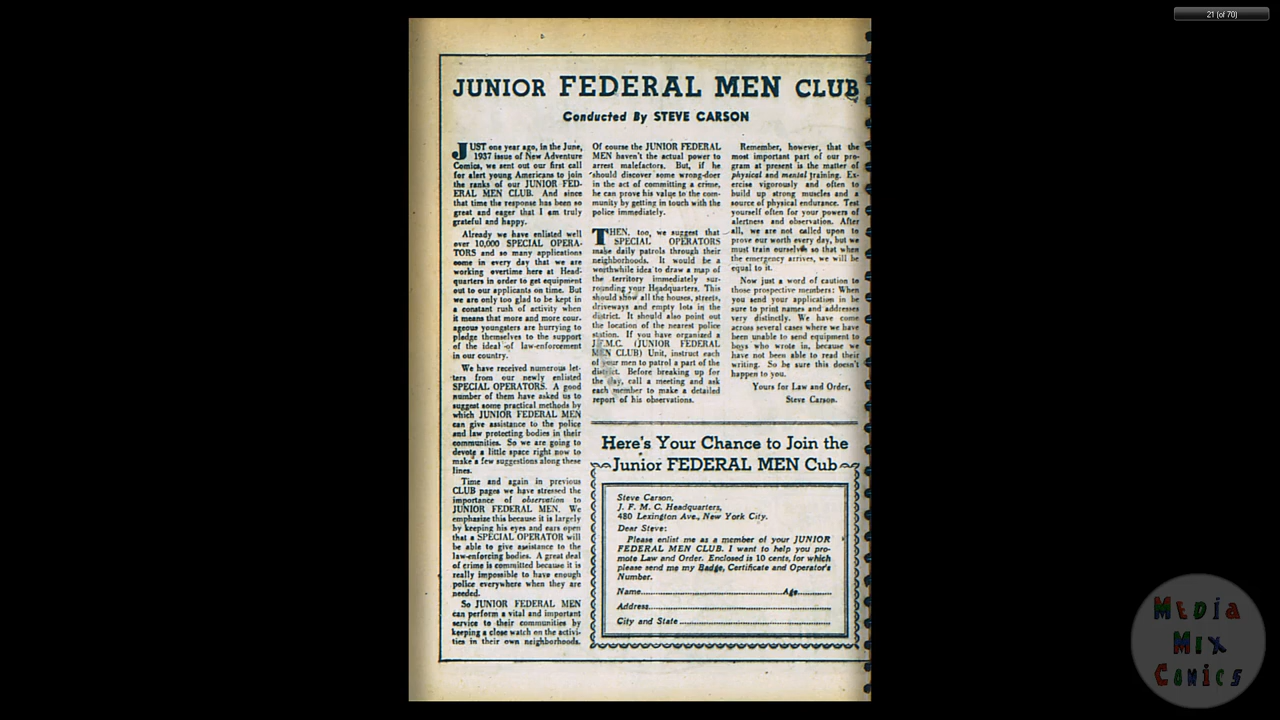 21 (of 70)
JUNIOR FEDERAL MEN CLUB
Conducted By STEVE CARSON
JUST one year ago, in the June,
1937 issue of New Adventure
Comics, we sent out our first call
for alert young Americans to join
the ranks of our JUNIOR FED-
ERAL MEN CLUB. And since
that time the response has been so
great and eager that I am truly
grateful and happy.
Already we have enlisted well
over 10,000 SPECIAL OPERA-
TORS and so many applications
come in every day that we are
working overtime here at Head-
quarters in order to get equipment
out to our applicants on time. But
we are only too glad to be kept in
a constant rush of activity when
it means that more and more cour-
ageous youngsters are hurrying to
pledge themselves to the support
of the ideal of law-enforcement
in our country.
We have received numerous let-
ters from our newly enlisted
SPECIAL OPERATORS. A good
number of them have asked us to
suggest some practical methods by
which JUNIOR FEDERAL MEN
can give assistance to the police
and law protecting bodies in their
communities. So we are going to
devote a little space right now to
make a few suggestions along these
lines.
Time and again in previous
CLUB pages we have stressed the
importance of observation to
JUNIOR FEDERAL MEN. We
emphasize this because it is largely
by keeping his eyes and ears open
that a SPECIAL OPERATOR will
be able to give assistance to the
law-enforcing bodies. A great deal
of crime is committed because it is
really impossible to have enough
police everywhere when they are
needed.
So JUNIOR FEDERAL MEN
can perform a vital and important
service to their communities by
keeping a close watch on the activi-
ties in their own neighborhoods.
Of course the JUNIOR FEDERAL
MEN haven't the actual power to
arrest malefactors. But, if he
should discover some wrong-doer
in the act of committing a crime,
he can prove his value to the com-
munity by getting in touch with the
police immediately.
THEN, too, we suggest that
SPECIAL OPERATORS
make daily patrols through their
neighborhoods. It would be a
worthwhile idea to draw a map of
the territory immediately sur-
rounding your Headquarters. This
should show all the houses, streets,
driveways and empty lots in the
district. It should also point out
the location of the nearest police
station. If you have organized a
J.F.M.C. (JUNIOR FEDERAL
MEN CLUB) Unit, instruct each
of your men to patrol a part of the
district. Before breaking up for
the day, call a meeting and ask
each member to make a detailed
report of his observations.
Remember, however, that the
most important part of our pro-
gram at present is the matter of
physical and mental training. Ex-
ercise vigorously and often to
build up strong muscles and a
source of physical endurance. Test
yourself often for your powers of
alertness and observation. After
all, we are not called upon to
prove our worth every day, but we
must train ourselves so that when
the emergency arrives, we will be
equal to it.
Now just a word of caution to
those prospective members: When
you send your application in be
sure to print names and addresses
very distinctly. We have come
across several cases where we have
been unable to send equipment to
boys who wrote in, because we
have not been able to read their
writing. So be sure this doesn't
happen to you.
Yours for Law and Order,
Steve Carson.
Here's Your Chance to Join the
Junior FEDERAL MEN Cub
Steve Carson,
J. F. M. C. Headquarters,
480 Lexington Ave., New York City.
Dear Steve:
Please enlist me as a member of your JUNIOR
FEDERAL MEN CLUB. I want to help you pro-
mote Law and Order. Enclosed is 10 cents, for which
please send me my Badge, Certificate and Operator's
Number.
Name Age
Address
City and State
MEDIA
MIX
COMICS